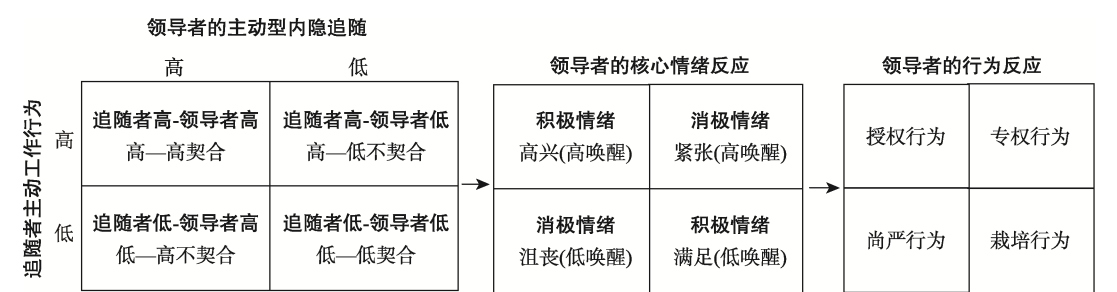 领导者的主动型内隐追随
高 低
追随者主动工作行为
高
追随者高-领导者高
高—高契合
追随者高-领导者低
高—低不契合
低
追随者低-领导者高
低—高不契合
追随者低-领导者低
低—低契合
领导者的核心情绪反应
积极情绪
高兴(高唤醒)
消极情绪
紧张(高唤醒)
消极情绪
沮丧(低唤醒)
积极情绪
满足(低唤醒)
领导者的行为反应
授权行为
专权行为
尚严行为
栽培行为